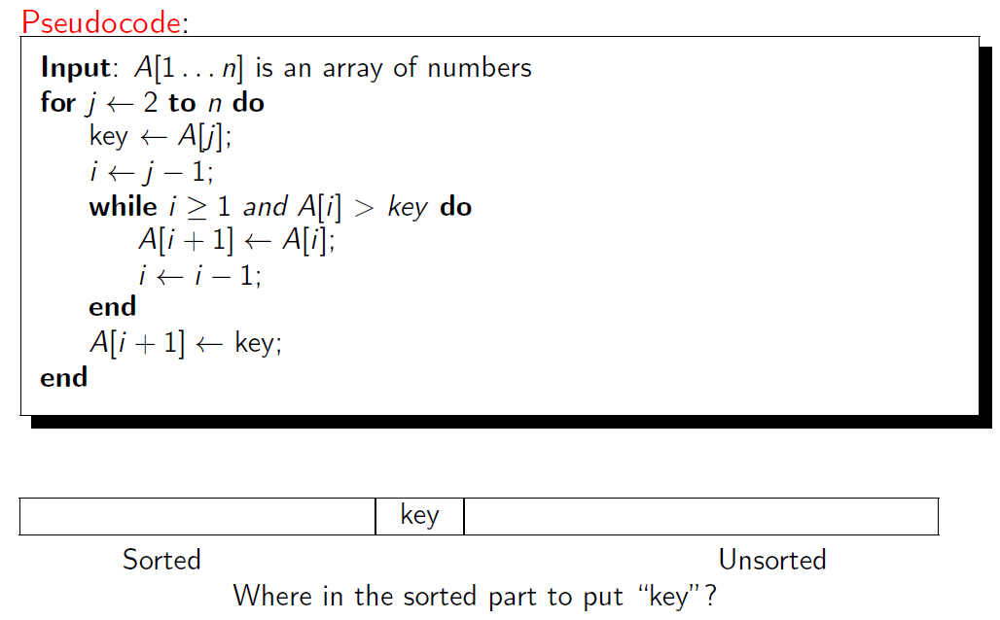 Pseudocode:
Input: A[1 . . . n] is an array of numbers
for j ← 2 to n do
key ← A[j];
i ← j − 1;
while i ≥ 1 and A[i] > key do
A[i + 1] ← A[i];
i ← i − 1;
end
A[i + 1] ← key;
end
key
Sorted Unsorted
Where in the sorted part to put “key”?